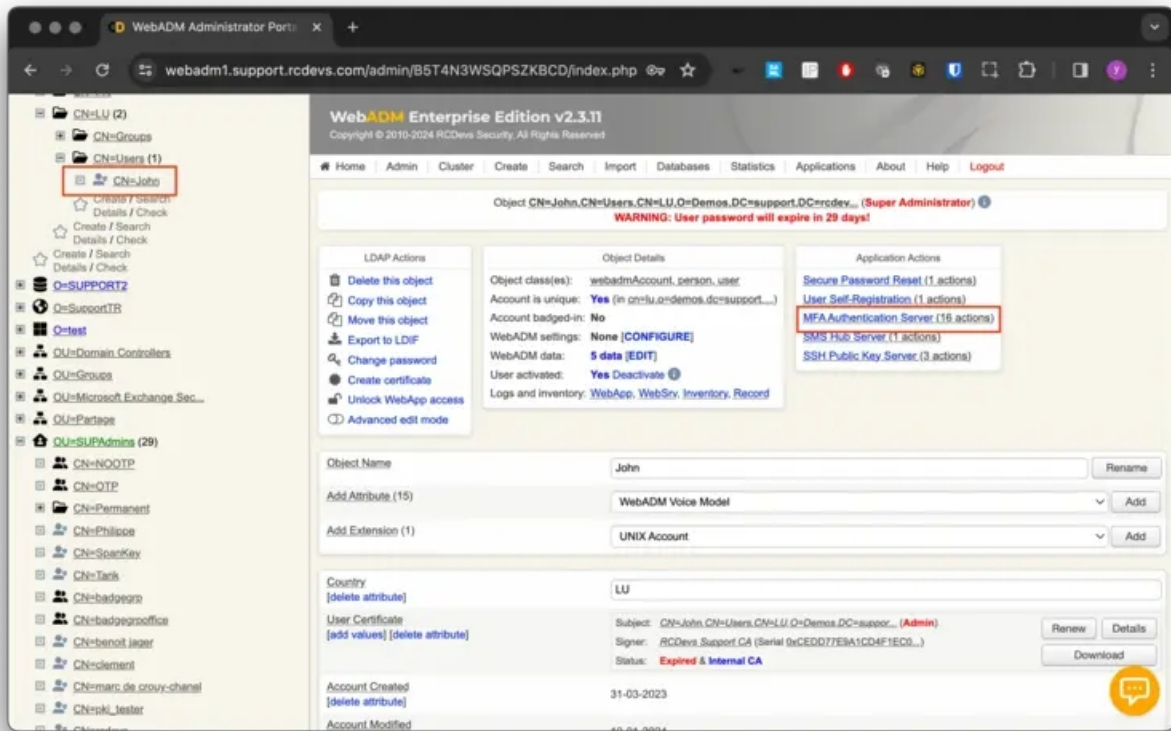 WebADM Administrator Porta
webadm1.support.rcdevs.com/admin/B5T4N3WSQPSZKBCD/index.php
CN=LU (2)
CN=Groups
CN=Users (1)
CN=John
Create / Search
Details / Check
Create / Search
Details / Check
Create / Search
Details / Check
O=SUPPORT2
O=SupportTR
O=test
OU=Domain Controllers
OU=Groups
OU=Microsoft Exchange Sec...
OU=Partage
OU=SUPAdmins (29)
CN=NOOTP
CN=OTP
CN=Permanent
CN=Philippe
CN=SpanKey
CN=Tarik
CN=badgegrp
CN=badgegrpoffice
CN=benoit jager
CN=clement
CN=marc de crouy-chanel
CN=pki_tester
WebADM Enterprise Edition v2.3.11
Copyright © 2010-2024 RCDevs Security, All Rights Reserved
Home Admin Cluster Create Search Import Databases Statistics Applications About Help Logout
Object CN=John,CN=Users,CN=LU,O=Demos,DC=support,DC=rcdev... (Super Administrator)
WARNING: User password will expire in 29 days!
LDAP Actions
Delete this object
Copy this object
Move this object
Export to LDIF
Change password
Create certificate
Unlock WebApp access
Advanced edit mode
Object Details
Object class(es): webadmAccount, person, user
Account is unique: Yes (in cn=lu,o=demos,dc=support,...)
Account badged-in: No
WebADM settings: None [CONFIGURE]
WebADM data: 5 data [EDIT]
User activated: Yes Deactivate
Logs and inventory: WebApp, WebSrv, Inventory, Record
Application Actions
Secure Password Reset (1 actions)
User Self-Registration (1 actions)
MFA Authentication Server (16 actions)
SMS Hub Server (1 actions)
SSH Public Key Server (3 actions)
Object Name John Rename
Add Attribute (15) WebADM Voice Model Add
Add Extension (1) UNIX Account Add
Country LU
[delete attribute]
User Certificate
[add values] [delete attribute]
Subject: CN=John,CN=Users,CN=LU,O=Demos,DC=suppor... (Admin)
Signer: RCDevs Support CA (Serial 0xCEDD77E9A1CD4F1EC0...)
Status: Expired & Internal CA
Renew Details
Download
Account Created 31-03-2023
[delete attribute]
Account Modified